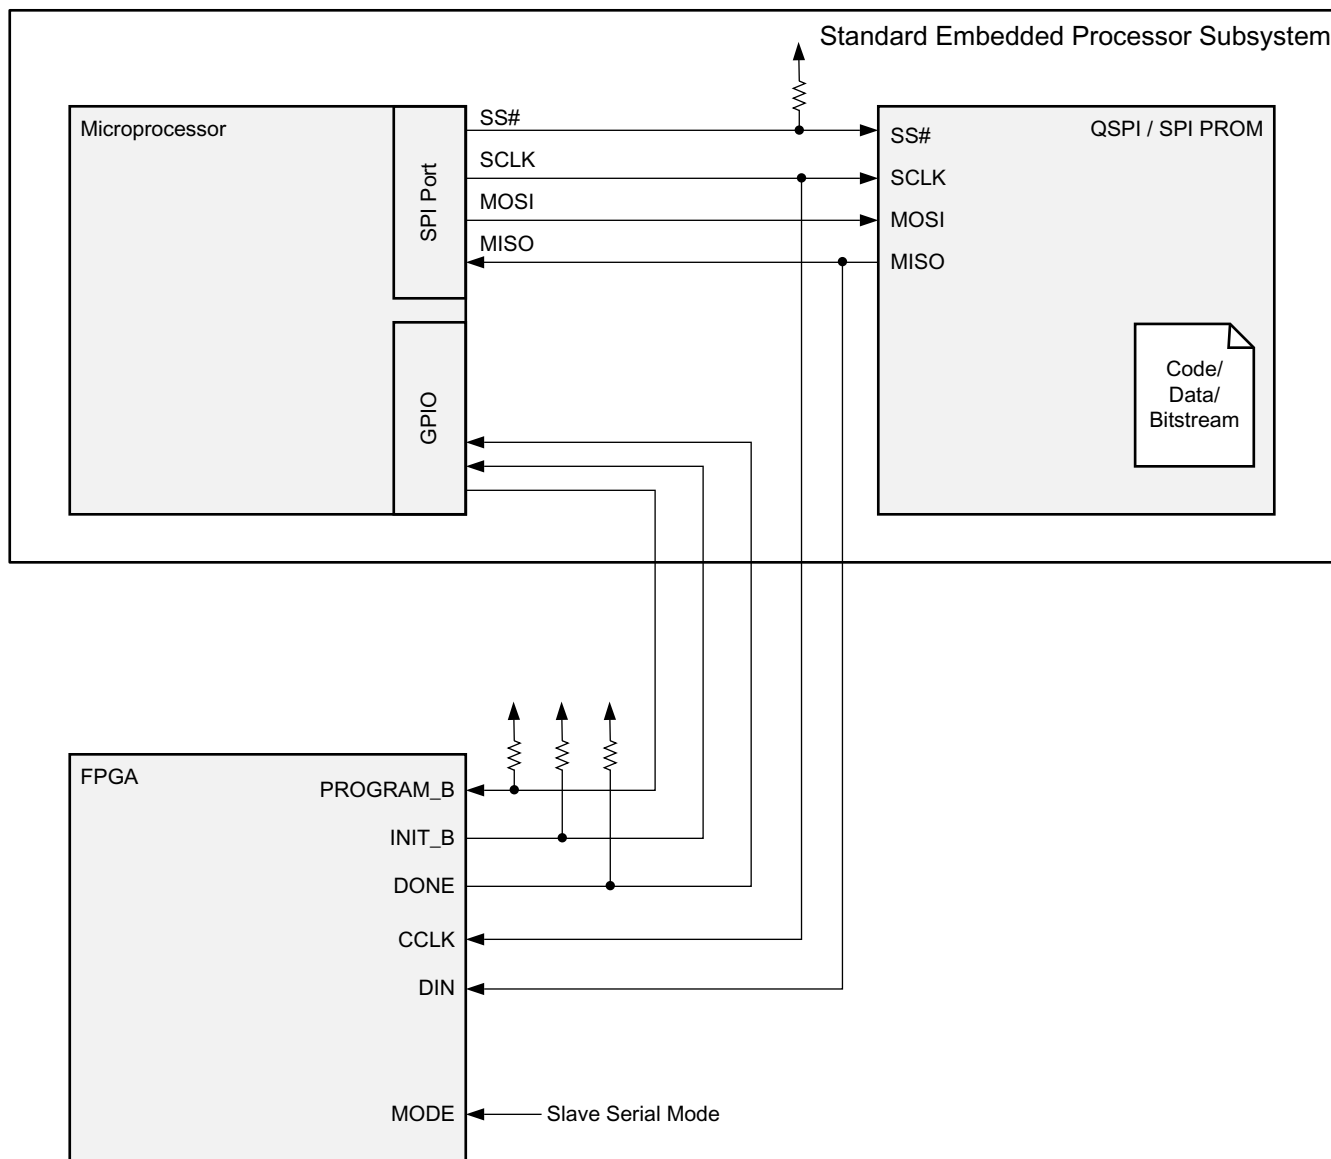 Standard Embedded Processor Subsystem
Microprocessor
SPI Port
SS#
SCLK
MOSI
MISO
GPIO
QSPI / SPI PROM
SS#
SCLK
MOSI
MISO
Code/
Data/
Bitstream
FPGA
PROGRAM_B
INIT_B
DONE
CCLK
DIN
MODE
Slave Serial Mode